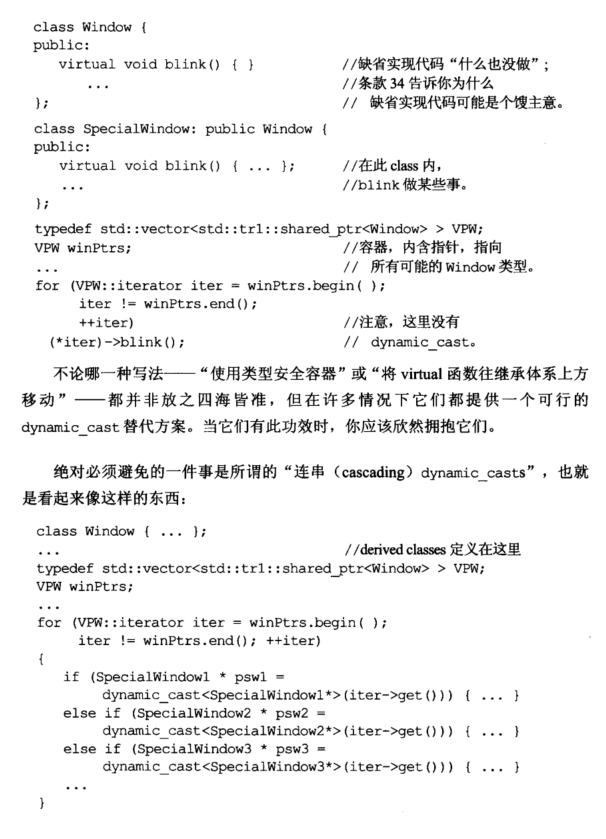 class Window {
public:
virtual void blink() { } //缺省实现代码“什么也没做”;
... //条款 34 告诉你为什么
}; // 缺省实现代码可能是个馊主意。
class SpecialWindow: public Window {
public:
virtual void blink() { ... }; //在此 class 内,
... //blink 做某些事。
};
typedef std::vector<std::tr1::shared_ptr<Window> > VPW;
VPW winPtrs; //容器,内含指针,指向
... // 所有可能的 Window 类型。
for (VPW::iterator iter = winPtrs.begin( );
iter != winPtrs.end();
++iter) //注意,这里没有
(*iter)->blink(); // dynamic_cast。
不论哪一种写法——“使用类型安全容器”或“将 virtual 函数往继承体系上方
移动”——都并非放之四海皆准,但在许多情况下它们都提供一个可行的
dynamic_cast 替代方案。当它们有此功效时,你应该欣然拥抱它们。
绝对必须避免的一件事是所谓的“连串(cascading)dynamic_casts”,也就
是看起来像这样的东西:
class Window { ... };
... //derived classes 定义在这里
typedef std::vector<std::tr1::shared_ptr<Window> > VPW;
VPW winPtrs;
...
for (VPW::iterator iter = winPtrs.begin( );
iter != winPtrs.end(); ++iter)
{
if (SpecialWindow1 * psw1 =
dynamic_cast<SpecialWindow1*>(iter->get())) { ... }
else if (SpecialWindow2 * psw2 =
dynamic_cast<SpecialWindow2*>(iter->get())) { ... }
else if (SpecialWindow3 * psw3 =
dynamic_cast<SpecialWindow3*>(iter->get())) { ... }
...
}